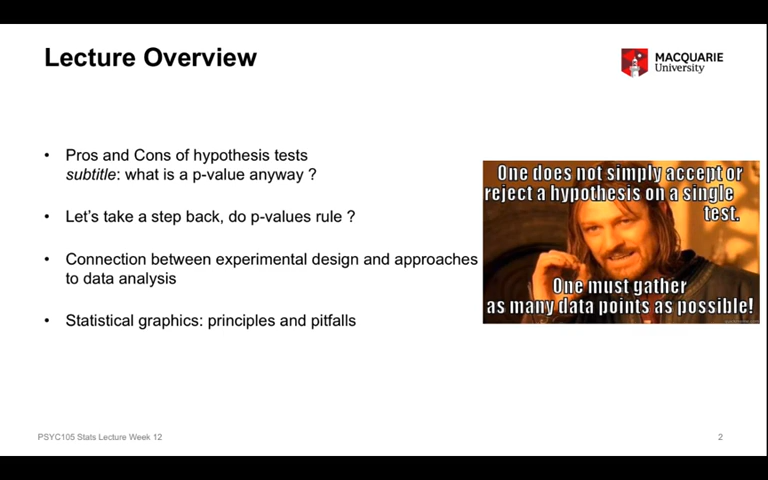 Lecture Overview
MACQUARIE
University
• Pros and Cons of hypothesis tests
subtitle: what is a p-value anyway ?
• Let's take a step back, do p-values rule ?
• Connection between experimental design and approaches
to data analysis
• Statistical graphics: principles and pitfalls
One does not simply accept or
reject a hypothesis on a single
test.
One must gather
as many data points as possible!
PSYC105 Stats Lecture Week 12
2